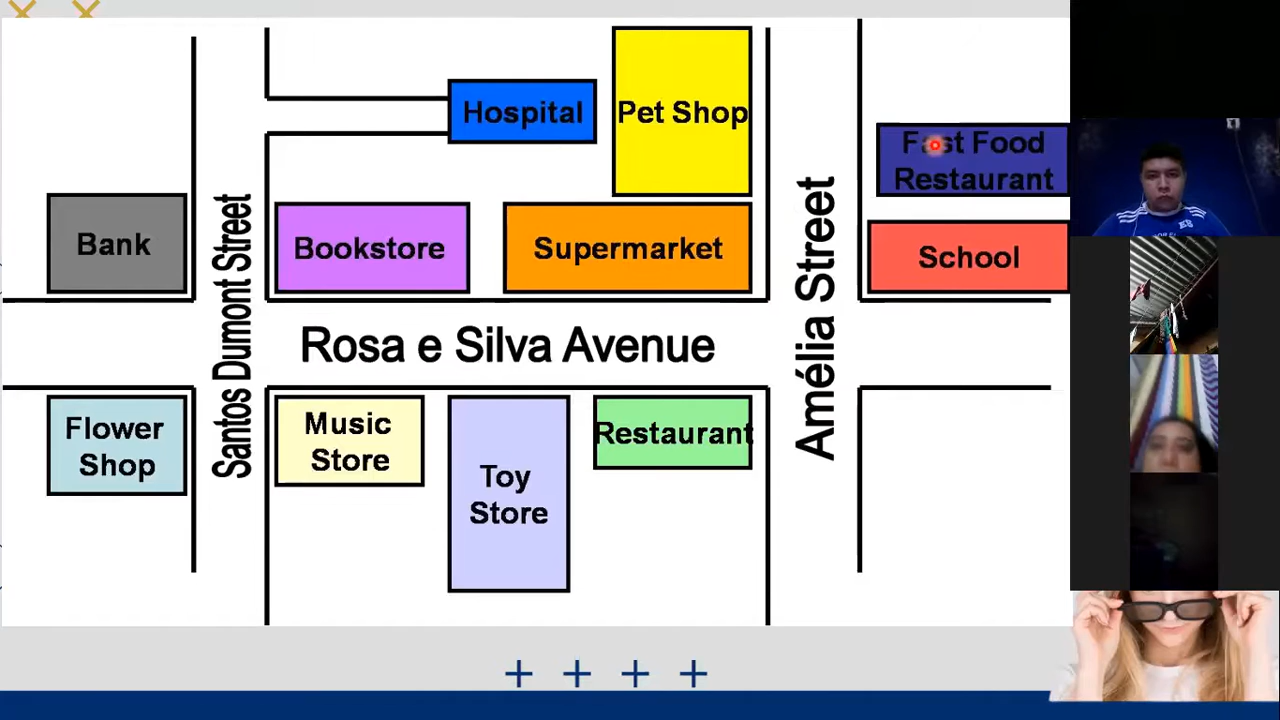 Hospital
Pet Shop
Fast Food
Restaurant
Bank
Bookstore
Supermarket
School
Santos Dumont Street
Amélia Street
Rosa e Silva Avenue
Flower
Shop
Music
Store
Toy
Store
Restaurant